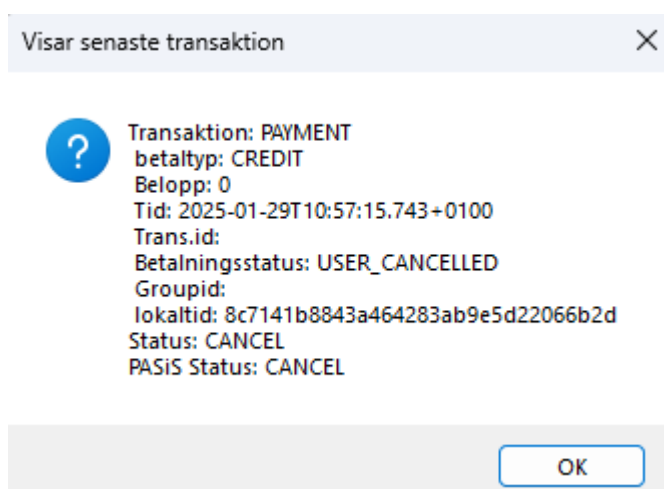 Visar senaste transaktion
?
Transaktion: PAYMENT
betaltyp: CREDIT
Belopp: 0
Tid: 2025-01-29T10:57:15.743+0100
Trans.id:
Betalningsstatus: USER_CANCELLED
Groupid:
lokaltid: 8c7141b8843a464283ab9e5d22066b2d
Status: CANCEL
PASiS Status: CANCEL
OK